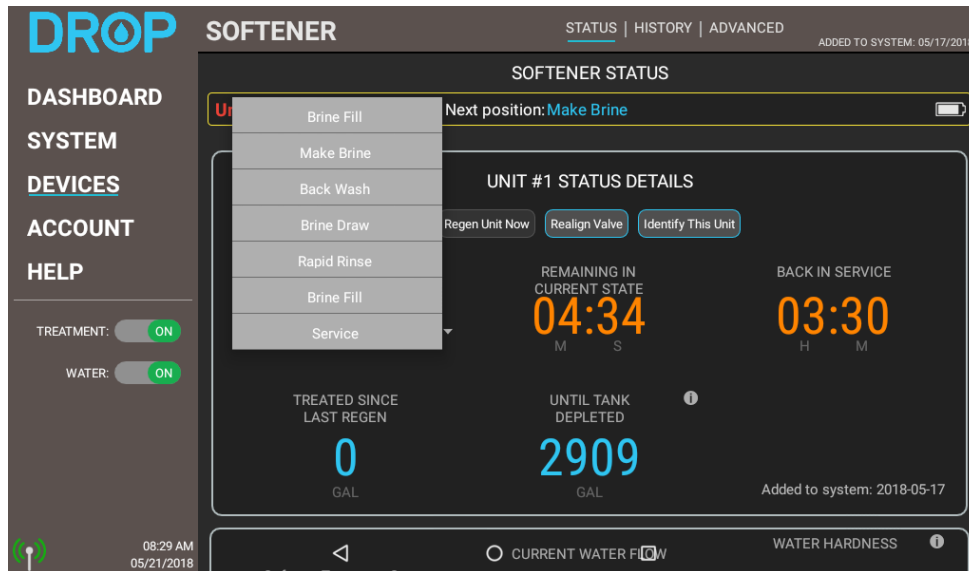 DROP
SOFTENER
STATUS | HISTORY | ADVANCED
ADDED TO SYSTEM: 05/17/201
DASHBOARD
SYSTEM
DEVICES
ACCOUNT
HELP
TREATMENT: ON
WATER: ON
08:29 AM
05/21/2018
SOFTENER STATUS
Next position: Make Brine
Brine Fill
Make Brine
Back Wash
Brine Draw
Rapid Rinse
Brine Fill
Service
UNIT #1 STATUS DETAILS
Regen Unit Now
Realign Valve
Identify This Unit
REMAINING IN
CURRENT STATE
04:34
M S
BACK IN SERVICE
03:30
H M
TREATED SINCE
LAST REGEN
0
GAL
UNTIL TANK
DEPLETED
2909
GAL
Added to system: 2018-05-17
CURRENT WATER FLOW
WATER HARDNESS